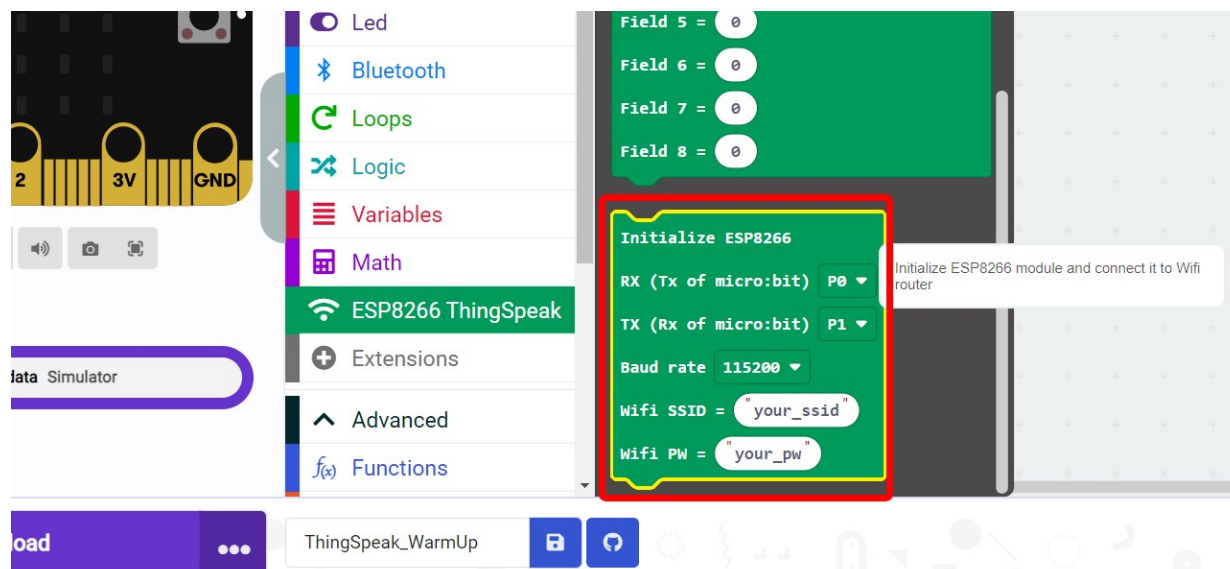 Led
Bluetooth
Loops
Logic
Variables
Math
ESP8266 ThingSpeak
Extensions
Advanced
f(x) Functions
2
3V
GND
data Simulator
Field 5 = 0
Field 6 = 0
Field 7 = 0
Field 8 = 0
Initialize ESP8266
RX (Tx of micro:bit) P0
TX (Rx of micro:bit) P1
Baud rate 115200
Wifi SSID = "your_ssid"
Wifi PW = "your_pw"
Initialize ESP8266 module and connect it to Wifi
router
load
ThingSpeak_WarmUp